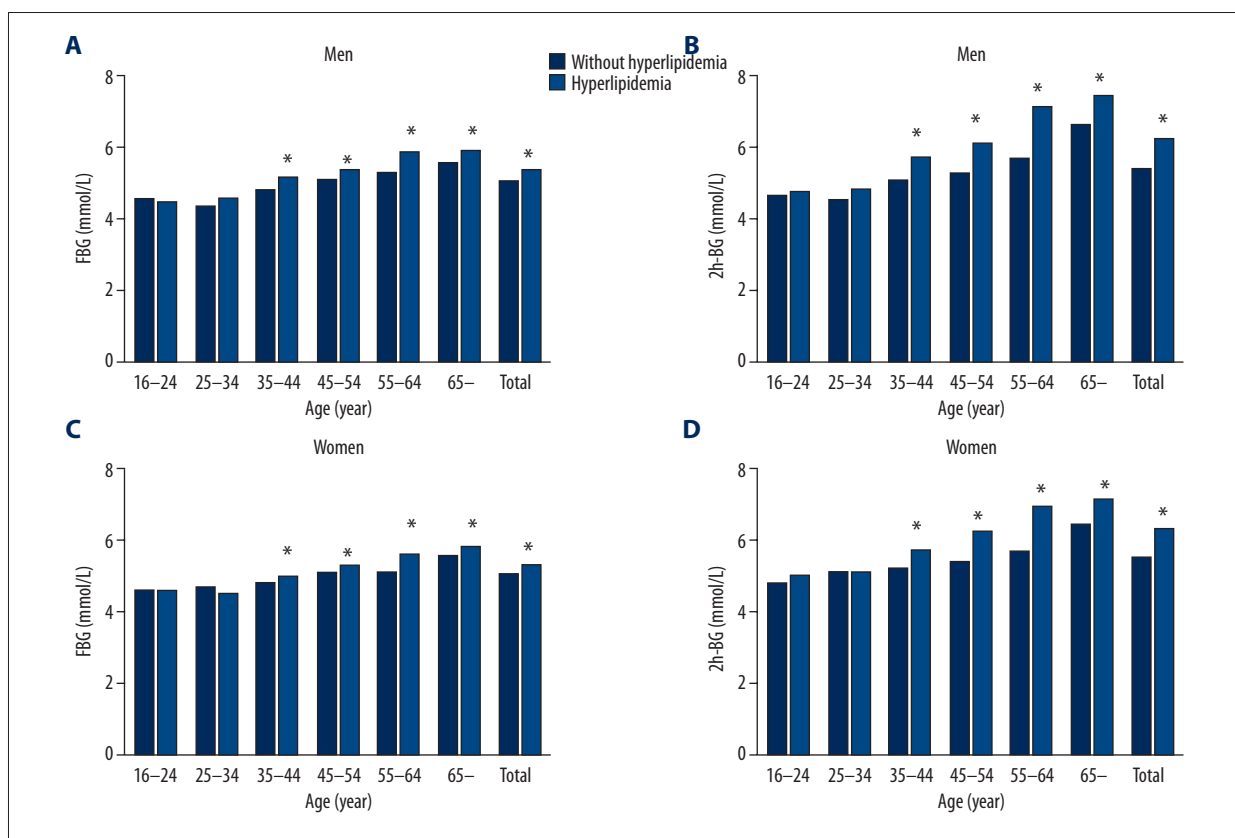 A
Men
Without hyperlipidemia
Hyperlipidemia
8
6
4
2
0
FBG (mmol/L)
* * * * *
16–24 25–34 35–44 45–54 55–64 65– Total
Age (year)
B
Men
8
6
4
2
0
2h-BG (mmol/L)
* * * * *
16–24 25–34 35–44 45–54 55–64 65– Total
Age (year)
C
Women
8
6
4
2
0
FBG (mmol/L)
* * * * *
16–24 25–34 35–44 45–54 55–64 65– Total
Age (year)
D
Women
8
6
4
2
0
2h-BG (mmol/L)
* * * * *
16–24 25–34 35–44 45–54 55–64 65– Total
Age (year)